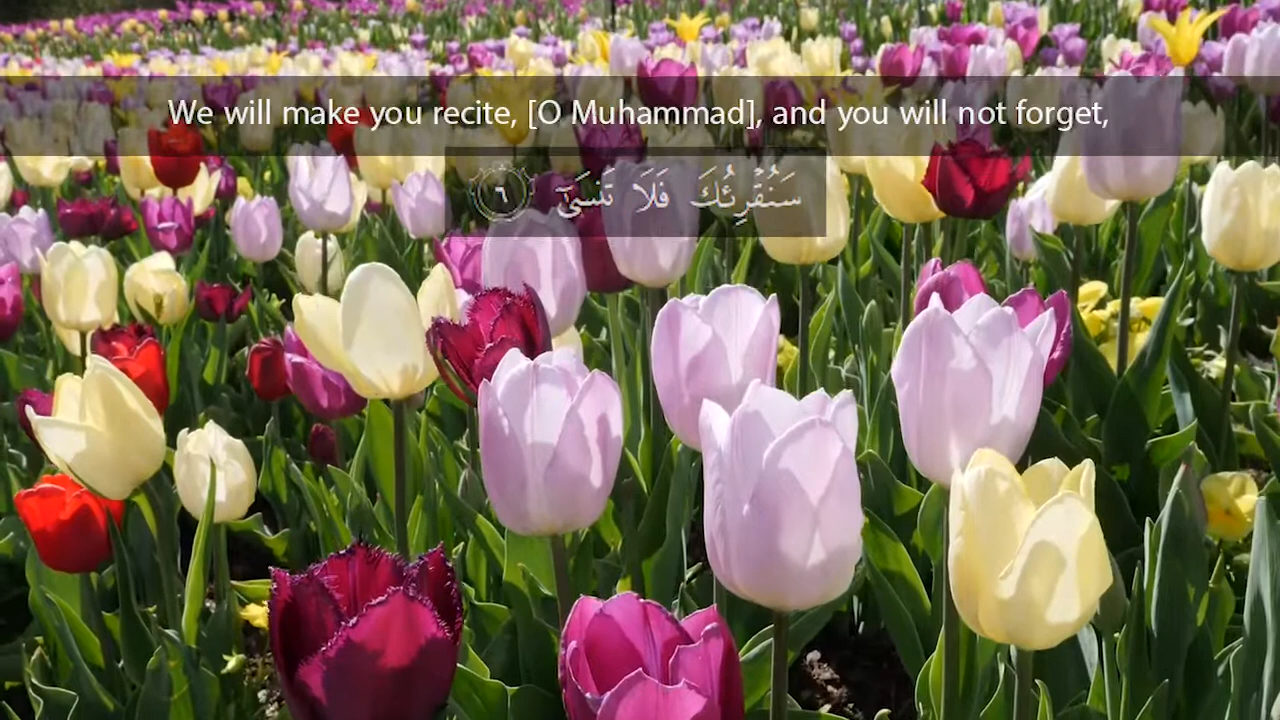 We will make you recite, [O Muhammad], and you will not forget,
سَنُقْرِئُكَ فَلَا تَنسَىٰٓ ٦